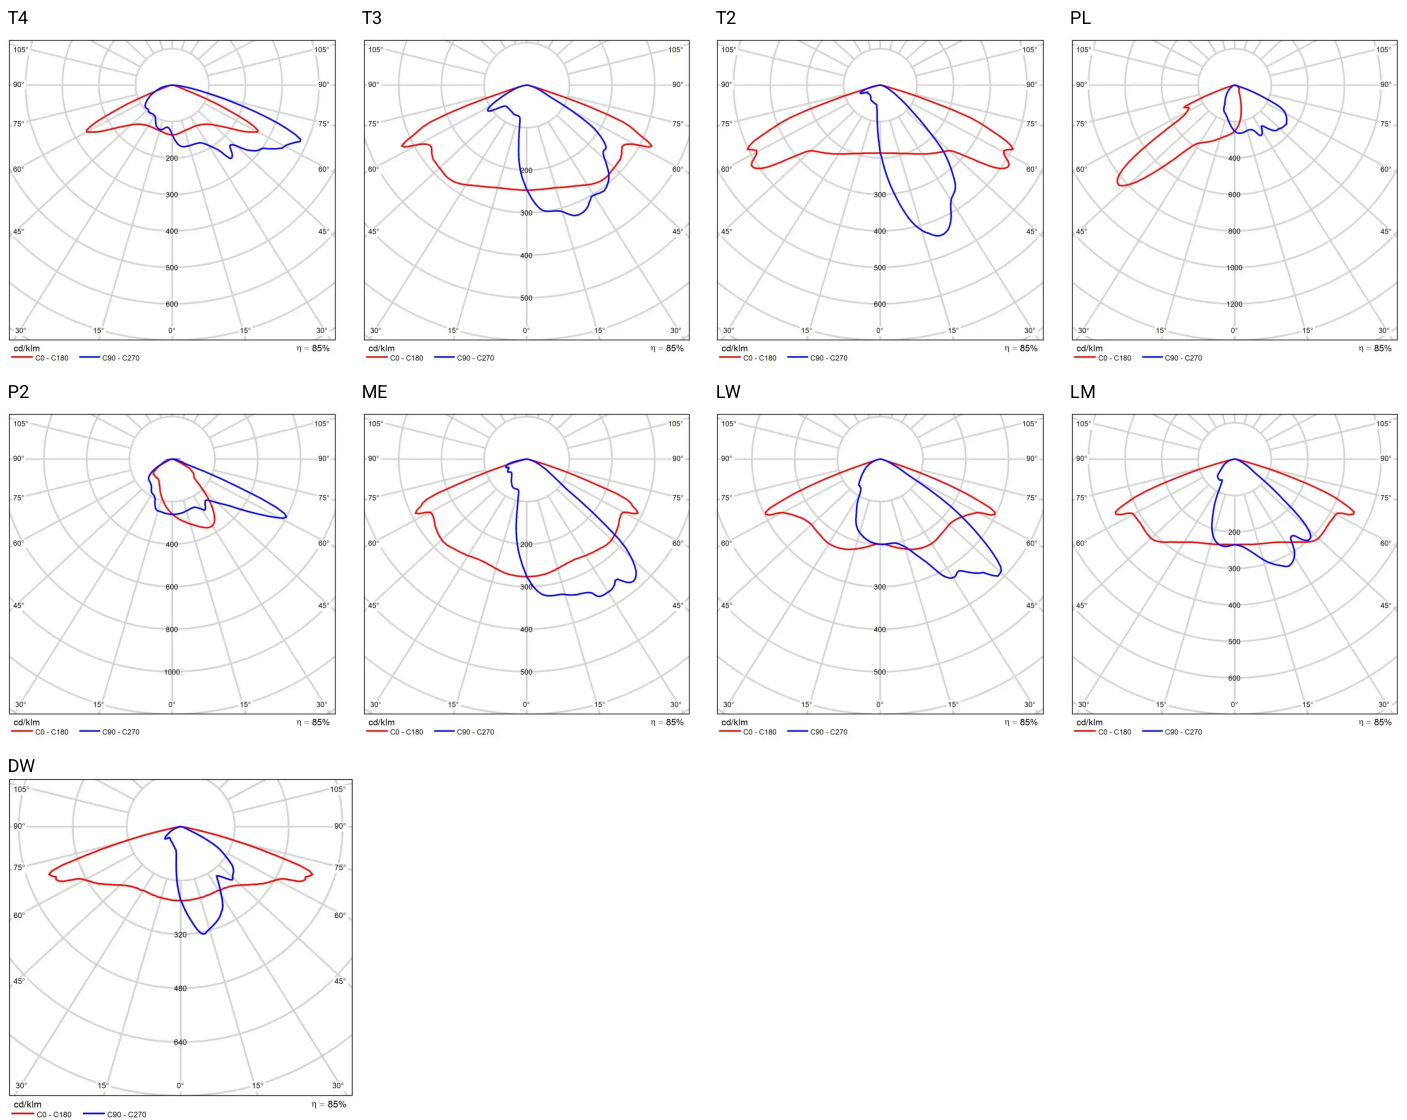 T4 T3 T2 PL
105° 105° 105° 105° 105° 105° 105° 105°
90° 90° 90° 90° 90° 90° 90° 90°
75° 75° 75° 75° 75° 75° 75° 75°
200 200 400
60° 60° 60° 60° 60° 60° 60° 60°
300 300 300 600
45° 45° 400 45° 45° 400 45° 45° 800 45°
400
500 500 1000
500
600 600 1200
30° 15° 0° 15° 30° 30° 15° 0° 15° 30° 30° 15° 0° 15° 30° 30° 15° 0° 15° 30°
cd/klm η = 85% cd/klm η = 85% cd/klm η = 85% cd/klm η = 85%
C0 - C180 C90 - C270 C0 - C180 C90 - C270 C0 - C180 C90 - C270 C0 - C180 C90 - C270
P2 ME LW LM
105° 105° 105° 105° 105° 105° 105° 105°
90° 90° 90° 90° 90° 90° 90° 90°
75° 75° 75° 75° 75° 75° 75° 75°
200
60° 400 60° 60° 200 60° 60° 60° 60° 60°
300
600 300 300
45° 45° 45° 45° 45° 45° 45° 400 45°
800 400 400
500
1000 500 500 600
30° 15° 0° 15° 30° 30° 15° 0° 15° 30° 30° 15° 0° 15° 30° 30° 15° 0° 15° 30°
cd/klm η = 85% cd/klm η = 85% cd/klm η = 85% cd/klm η = 85%
C0 - C180 C90 - C270 C0 - C180 C90 - C270 C0 - C180 C90 - C270 C0 - C180 C90 - C270
DW
105° 105°
90° 90°
75° 75°
60° 60°
320
45° 45°
480
640
30° 15° 0° 15° 30°
cd/klm η = 85%
C0 - C180 C90 - C270